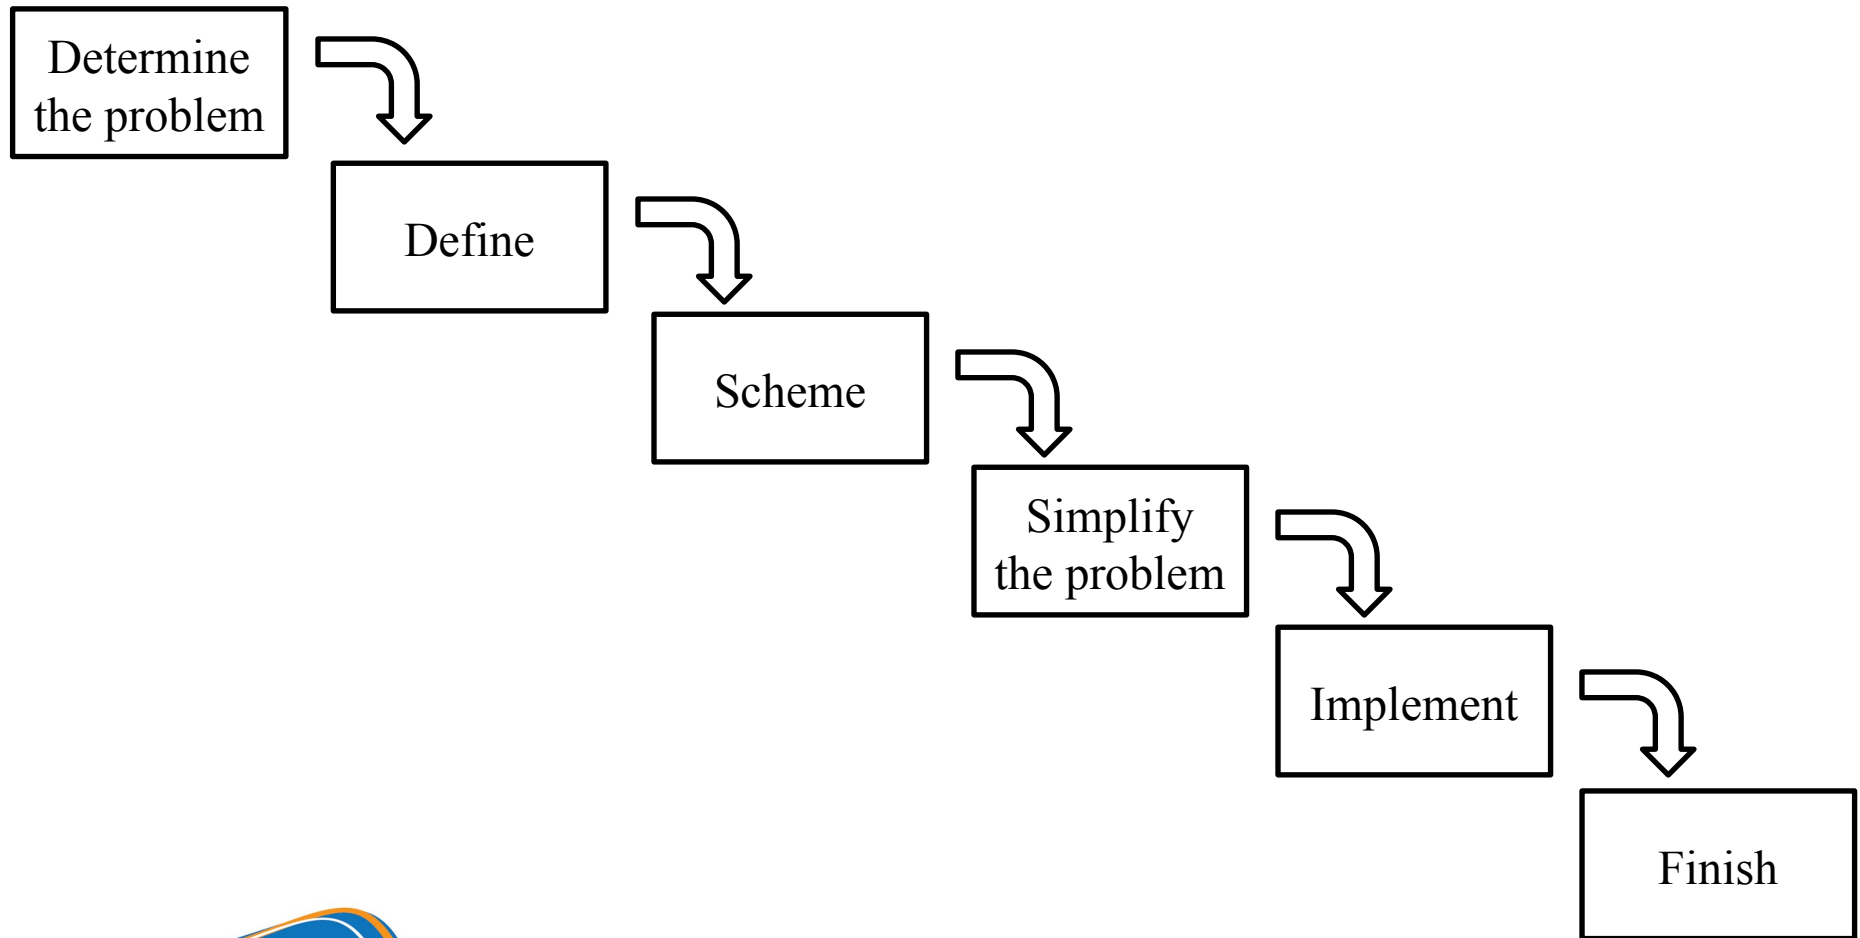 Determine
the problem
Define
Scheme
Simplify
the problem
Implement
Finish